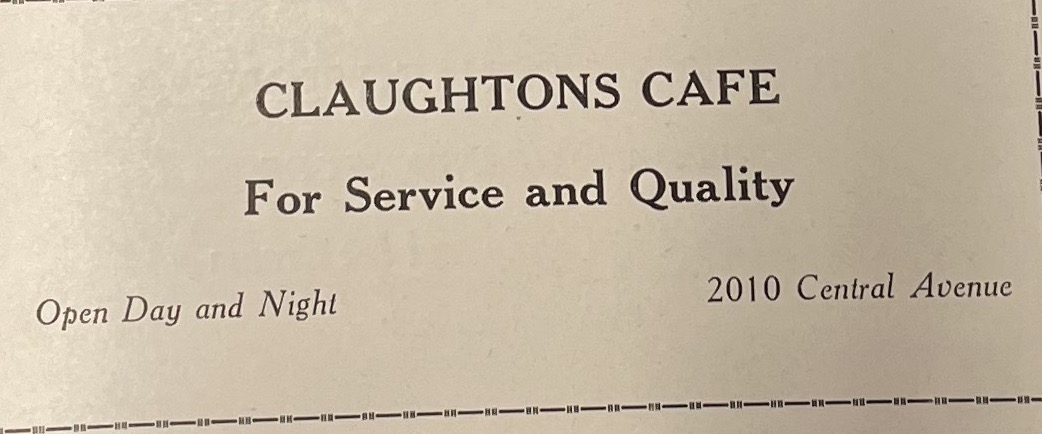 CLAUGHTONS CAFE
For Service and Quality
Open Day and Night 2010 Central Avenue